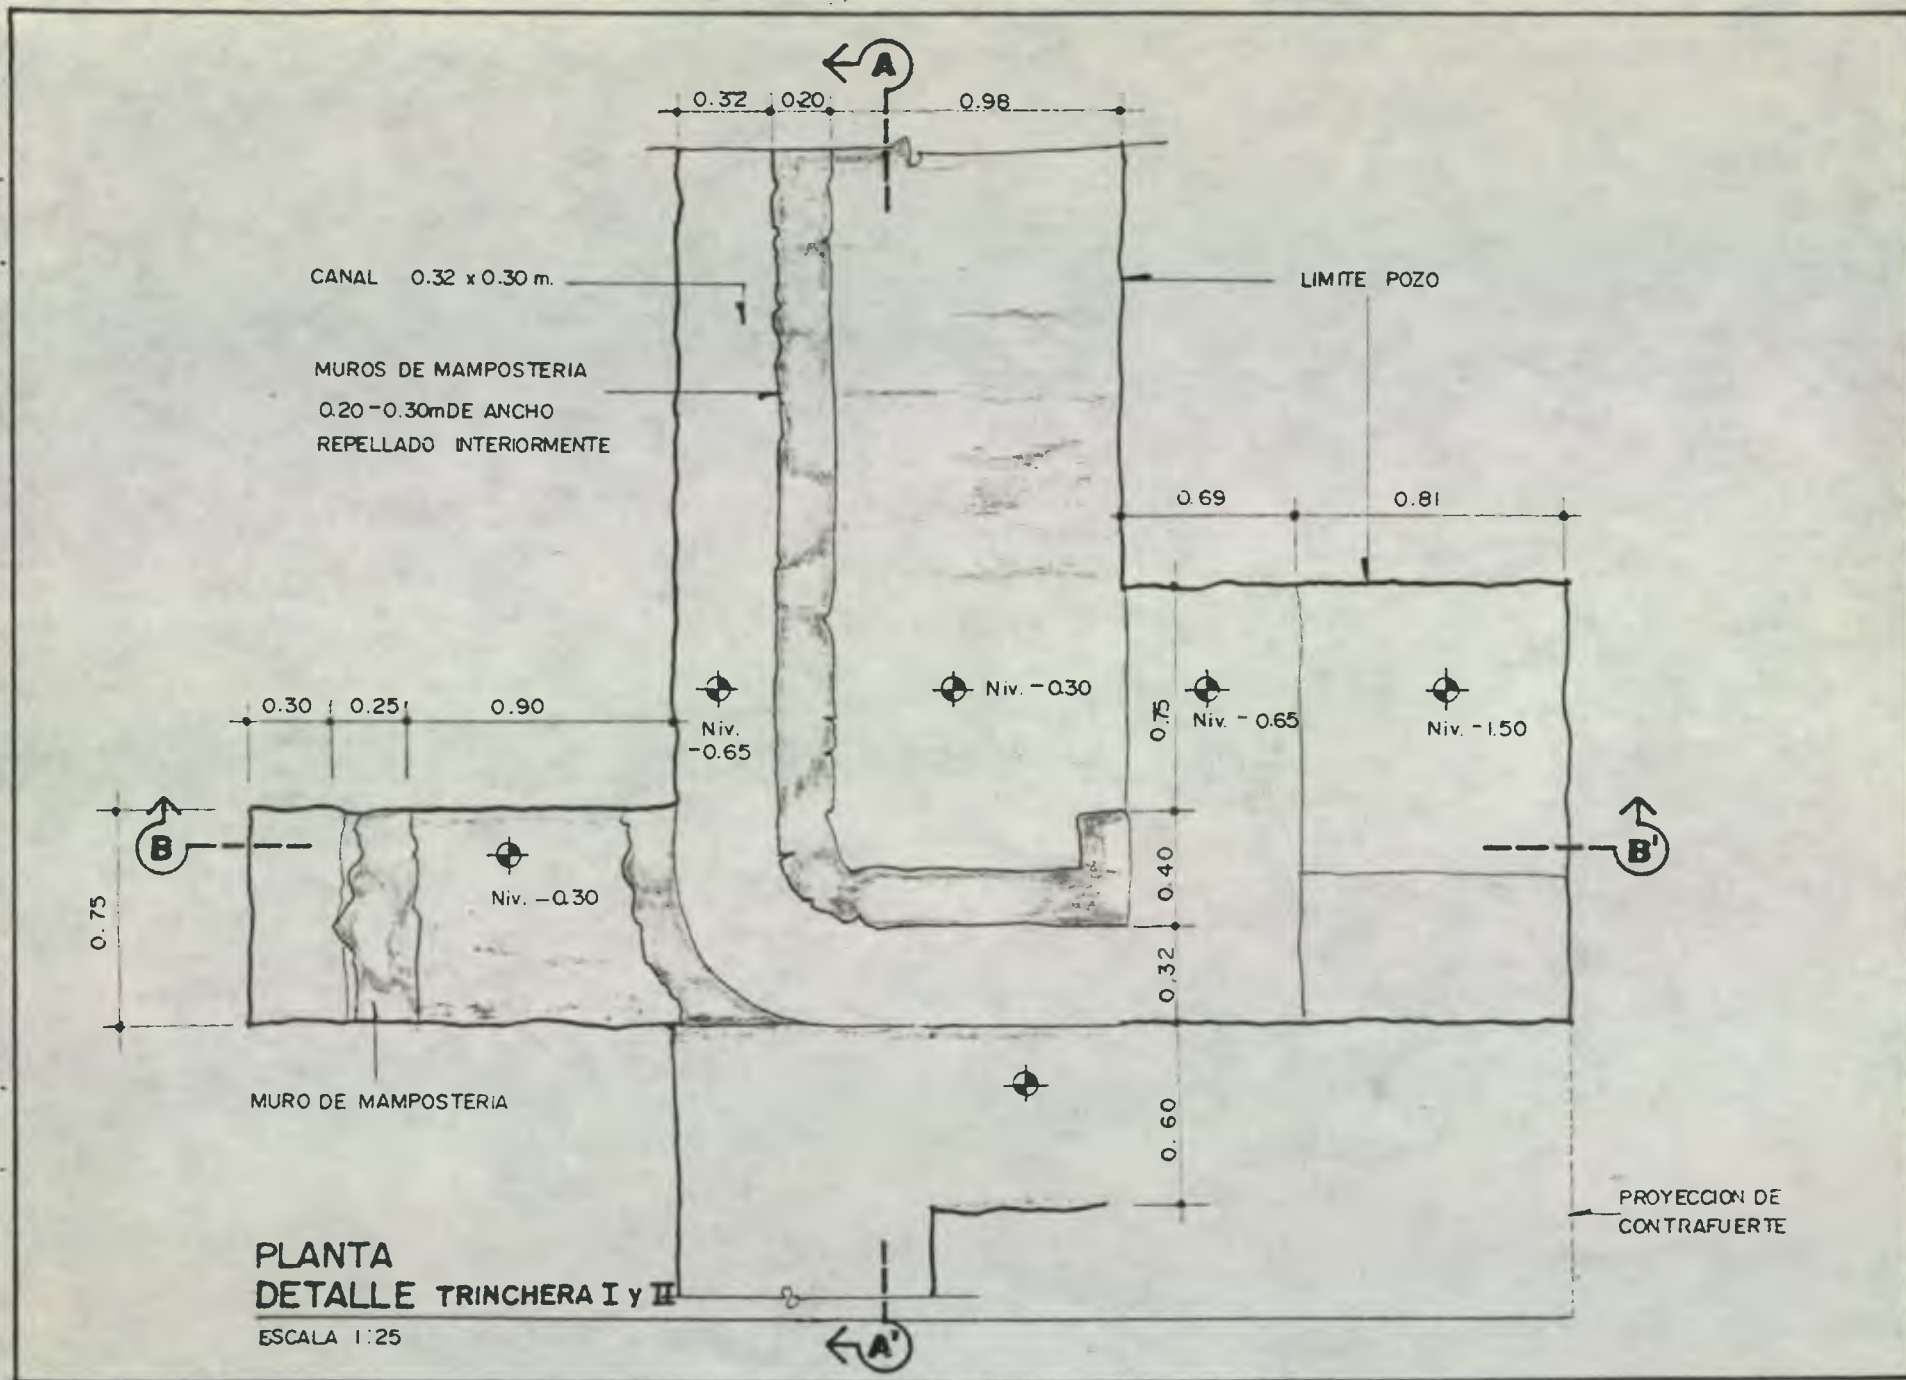 A
0.32 0.20 0.98
CANAL 0.32 x 0.30 m.
LIMITE POZO
MUROS DE MAMPOSTERIA
0.20-0.30m DE ANCHO
REPELLADO INTERIORMENTE
0.69 0.81
0.30 0.25 0.90
Niv.
-0.65
Niv. -0.30
0.75
Niv. -0.65
Niv. -1.50
B
B'
0.75
Niv. -0.30
0.40
0.32
MURO DE MAMPOSTERIA
0.60
PROYECCION DE
CONTRAFUERTE
PLANTA
DETALLE TRINCHERA I y II
ESCALA 1:25
A'